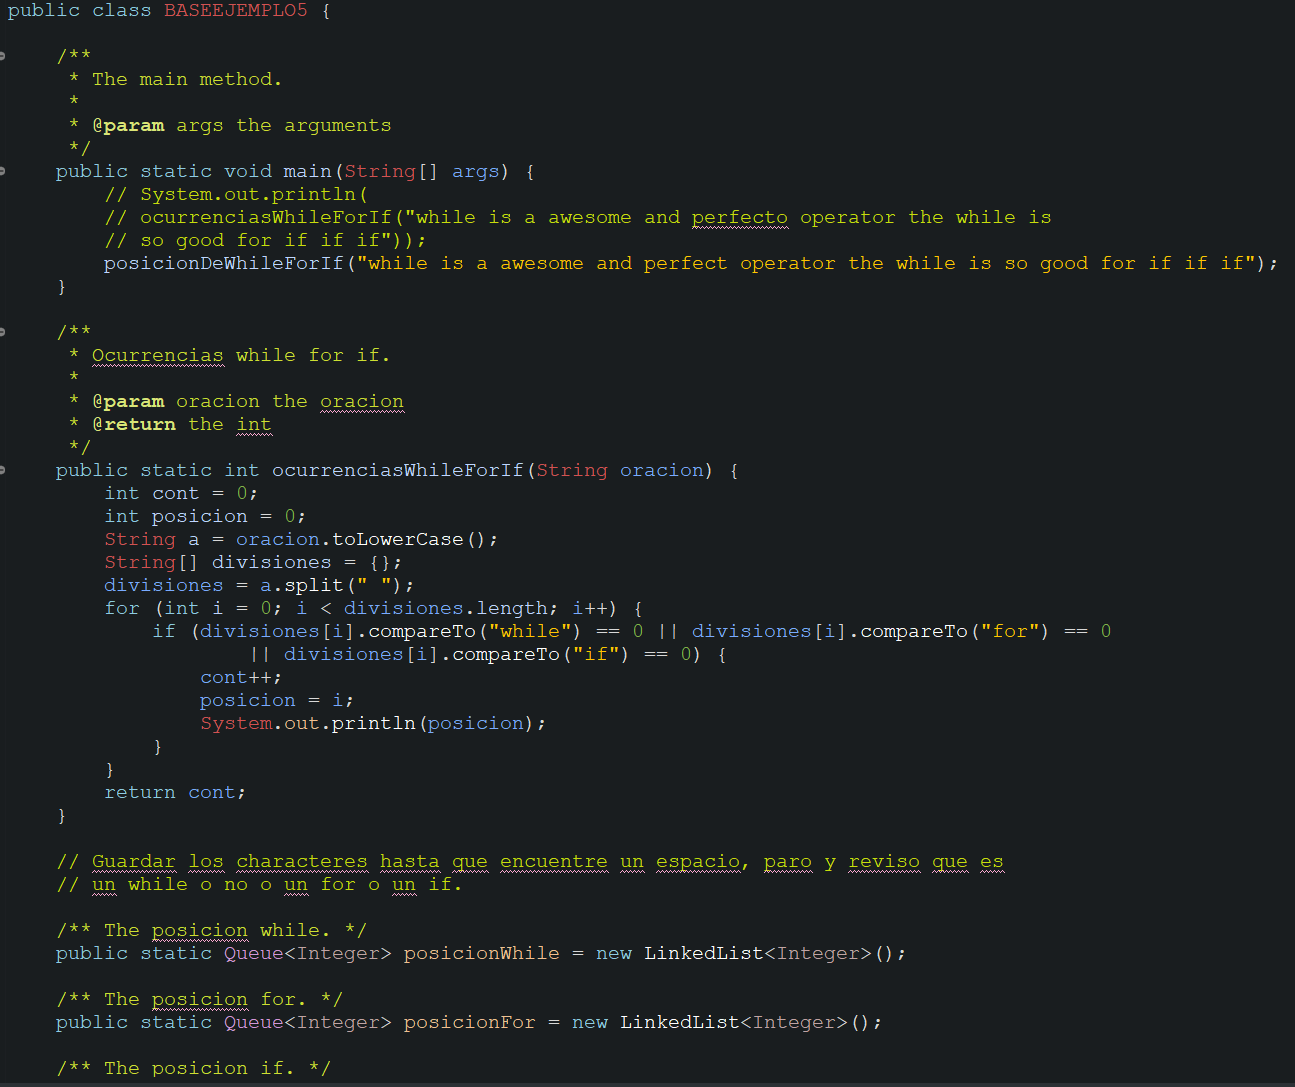 public class BASEEJEMPLO5 {
/**
* The main method.
*
* @param args the arguments
*/
public static void main(String[] args) {
// System.out.println(
// ocurrenciasWhileForIf("while is a awesome and perfecto operator the while is
// so good for if if if"));
posicionDeWhileForIf("while is a awesome and perfect operator the while is so good for if if if");
}
/**
* Ocurrencias while for if.
*
* @param oracion the oracion
* @return the int
*/
public static int ocurrenciasWhileForIf(String oracion) {
int cont = 0;
int posicion = 0;
String a = oracion.toLowerCase();
String[] divisiones = {};
divisiones = a.split(" ");
for (int i = 0; i < divisiones.length; i++) {
if (divisiones[i].compareTo("while") == 0 || divisiones[i].compareTo("for") == 0
|| divisiones[i].compareTo("if") == 0) {
cont++;
posicion = i;
System.out.println(posicion);
}
}
return cont;
}
// Guardar los characteres hasta que encuentre un espacio, paro y reviso que es
// un while o no o un for o un if.
/** The posicion while. */
public static Queue<Integer> posicionWhile = new LinkedList<Integer>();
/** The posicion for. */
public static Queue<Integer> posicionFor = new LinkedList<Integer>();
/** The posicion if. */